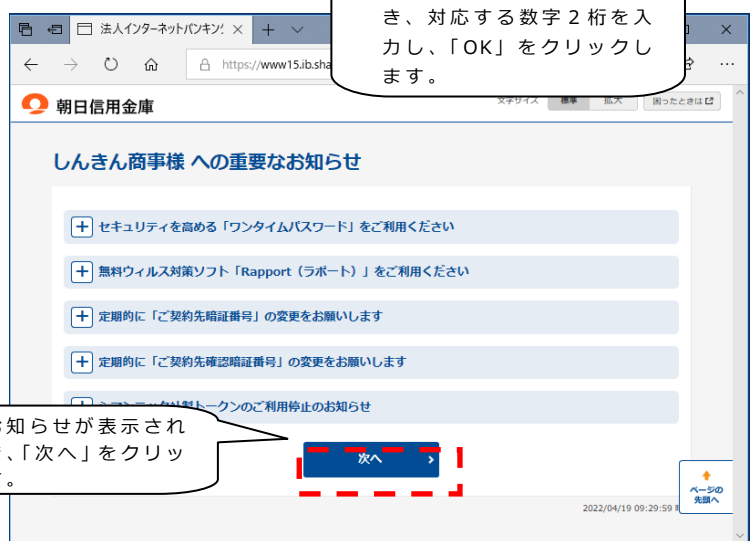 き、対応する数字２桁を入
力し、「OK」をクリックし
ます。
法人インターネットバンキング
https://www15.ib.sha
朝日信用金庫
文字サイズ 標準 拡大 困ったときは
しんきん商事様 への重要なお知らせ
セキュリティを高める「ワンタイムパスワード」をご利用ください
無料ウィルス対策ソフト「Rapport（ラポート）」をご利用ください
定期的に「ご契約先暗証番号」の変更をお願いします
定期的に「ご契約先確認暗証番号」の変更をお願いします
トークンのご利用停止のお知らせ
知らせが表示され
、「次へ」をクリッ
。
次へ
ページの
先頭へ
2022/04/19 09:29:59